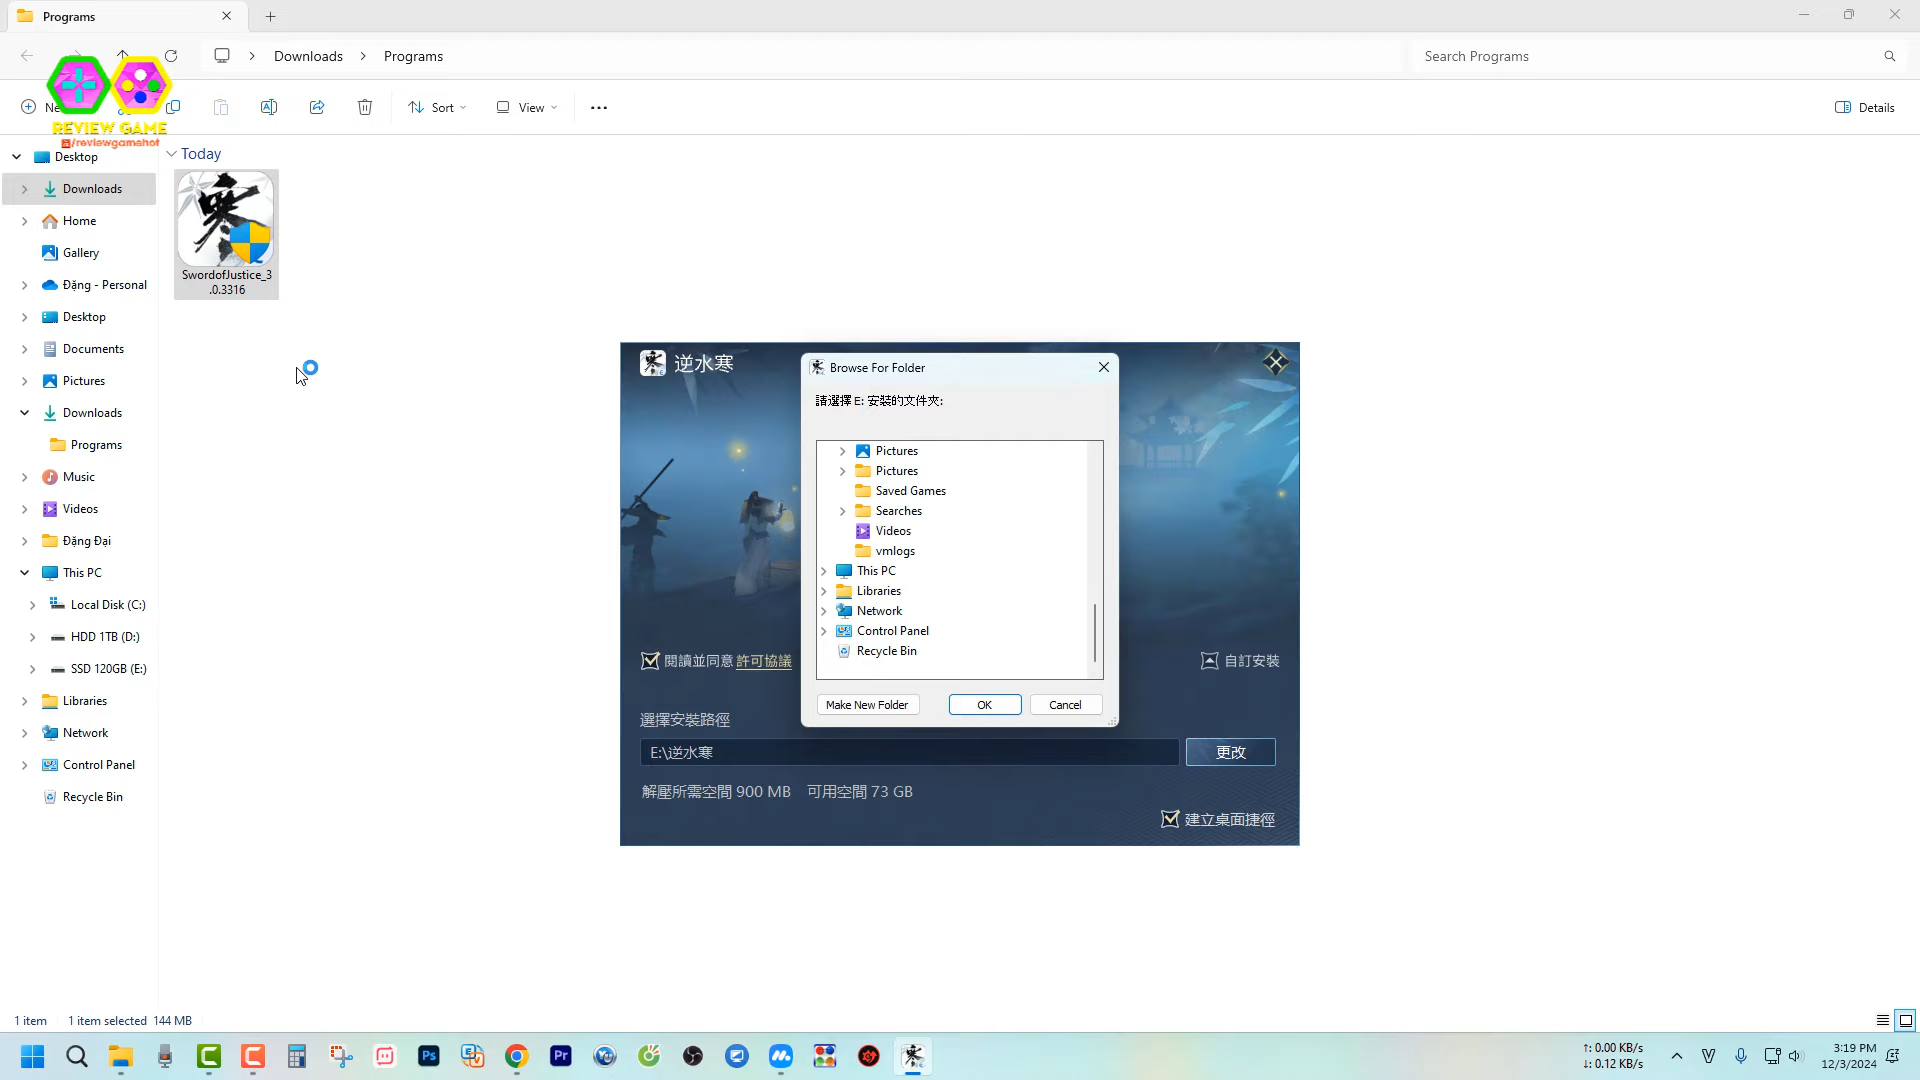 Programs
Downloads
Programs
Search Programs
Sort
View
Details
REVIEW GAME
/reviewgamehot
Desktop
Today
Downloads
Home
Gallery
Đặng - Personal
Desktop
Documents
Pictures
Downloads
Programs
Music
Videos
Đặng Đại
This PC
Local Disk (C:)
HDD 1TB (D:)
SSD 120GB (E:)
Libraries
Network
Control Panel
Recycle Bin
寒
SwordofJustice_3
.0.3316
逆水寒
Browse For Folder
請選擇 E: 安裝的文件夾:
Pictures
Pictures
Saved Games
Searches
Videos
vmlogs
This PC
Libraries
Network
Control Panel
Recycle Bin
Make New Folder
OK
Cancel
閱讀並同意 許可協議
自訂安裝
選擇安裝路徑
E:\逆水寒
更改
解壓所需空間 900 MB 可用空間 73 GB
建立桌面捷徑
1 item
1 item selected 144 MB
Ps
Pr
↑: 0.00 KB/s
↓: 0.12 KB/s
V
3:19 PM
12/3/2024